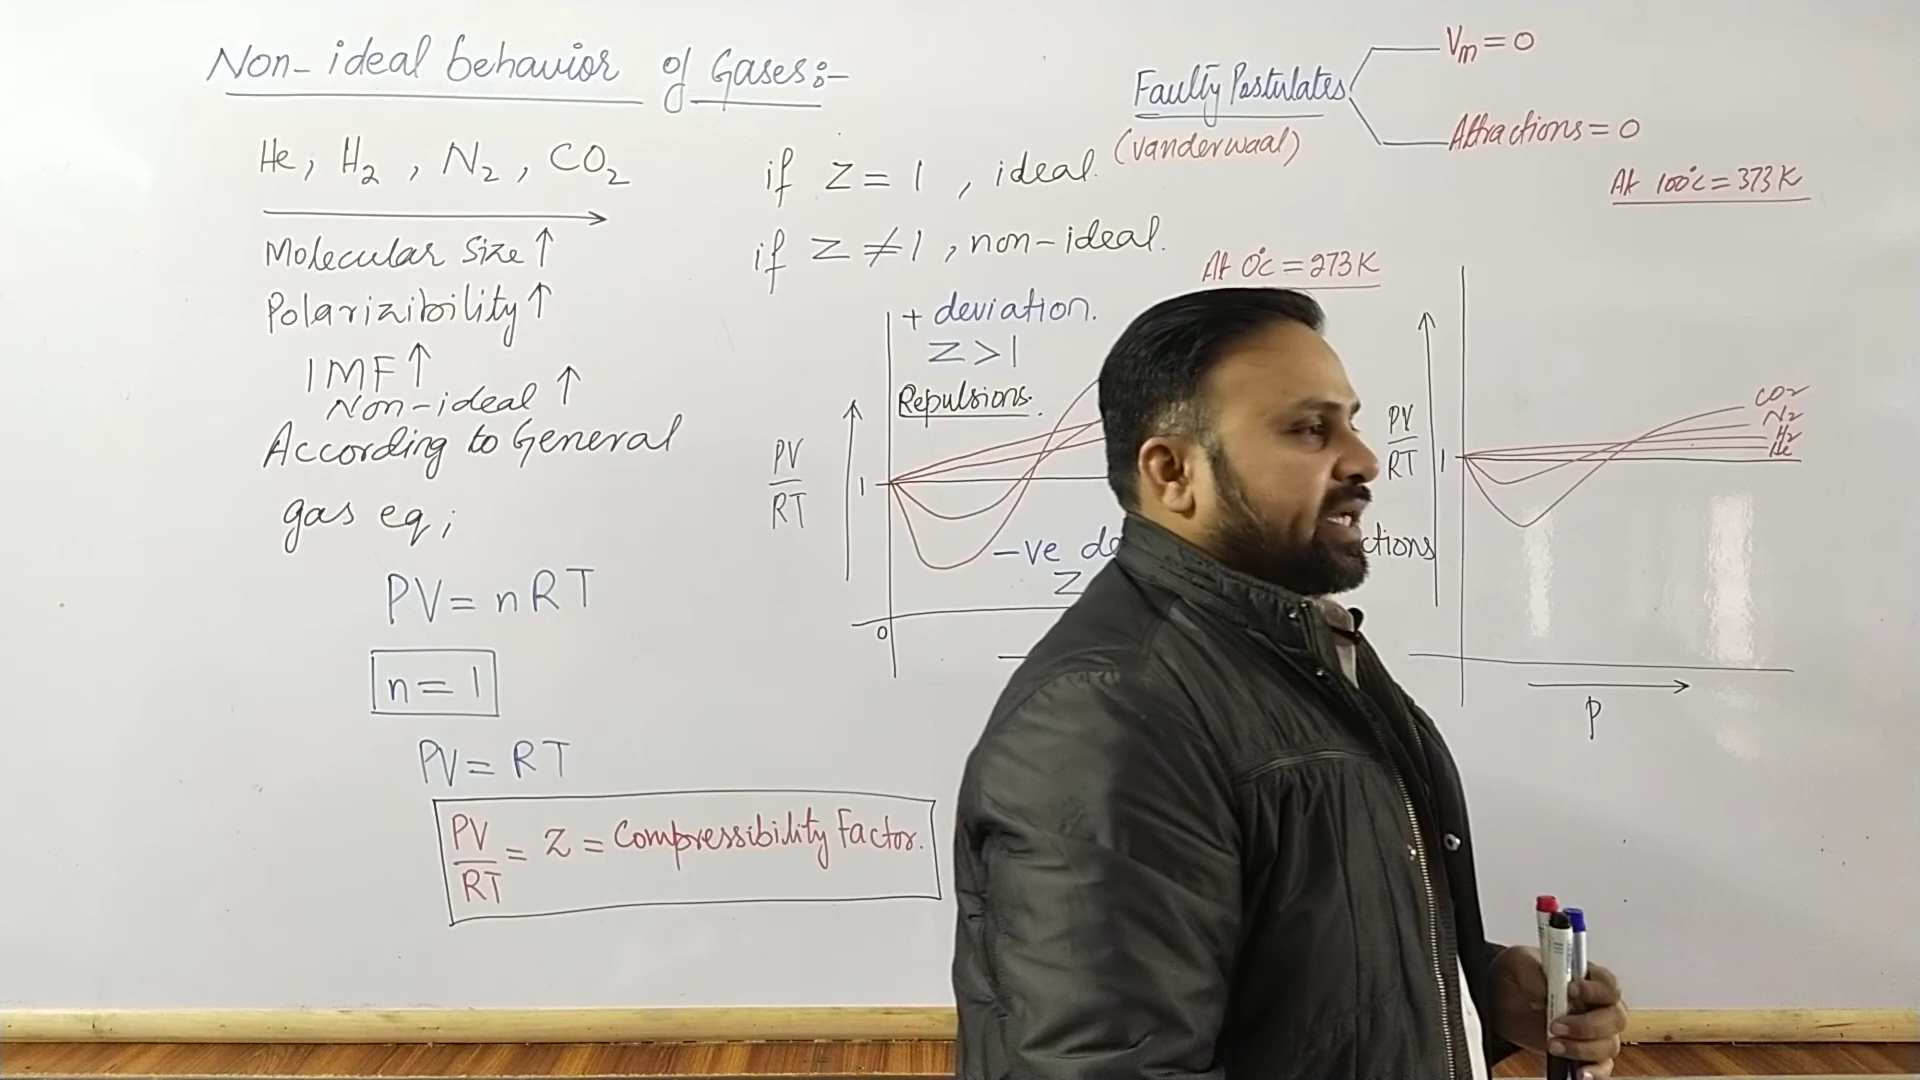 Non-ideal behavior of Gases:-
He, H₂, N₂, CO₂
Molecular Size ↑
Polarizibility ↑
IMF ↑
Non-ideal ↑
According to General
gas eq;
PV = nRT
n = 1
PV = RT
PV/RT = Z = Compressibility Factor.
if Z = 1, ideal.
if Z ≠ 1, non-ideal.
Faulty Postulates
(Vanderwaal)
Vm = 0
Attractions = 0
At 0°C = 273K
+ deviation.
Z > 1
Repulsions.
PV/RT
1
-ve de
Z
ctions
0
At 100°C = 373K
PV/RT
1
CO₂
N₂
H₂
He
P